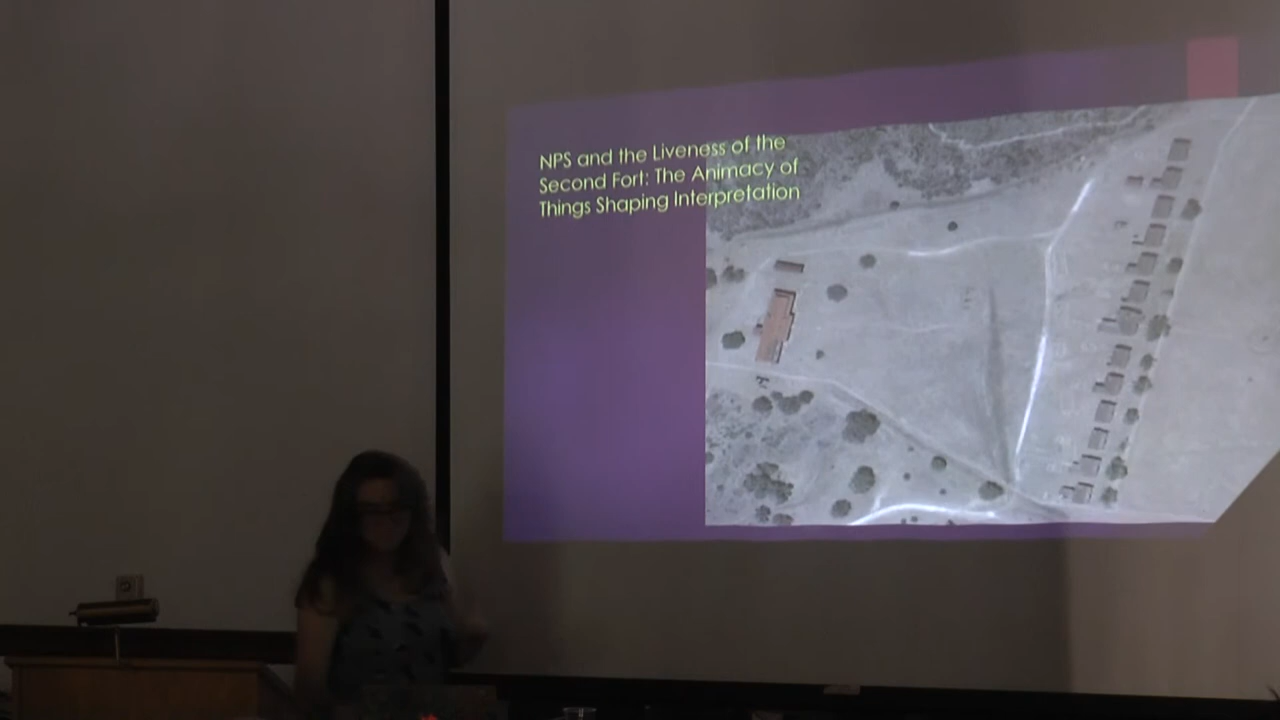 NPS and the Liveness of the
Second Fort: The Animacy of
Things Shaping Interpretation